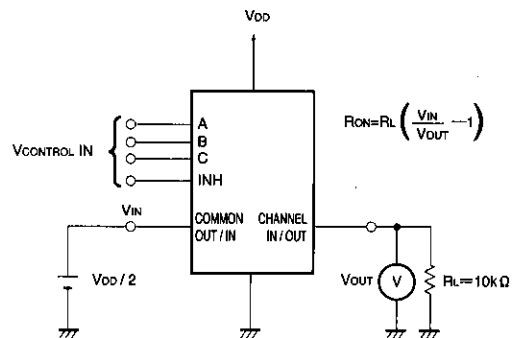 VDD
VCONTROL IN
A
B
C
INH
RON=RL(VIN/VOUT−1)
VIN
COMMON OUT / IN
CHANNEL IN / OUT
VDD / 2
VOUT
V
RL=10kΩ